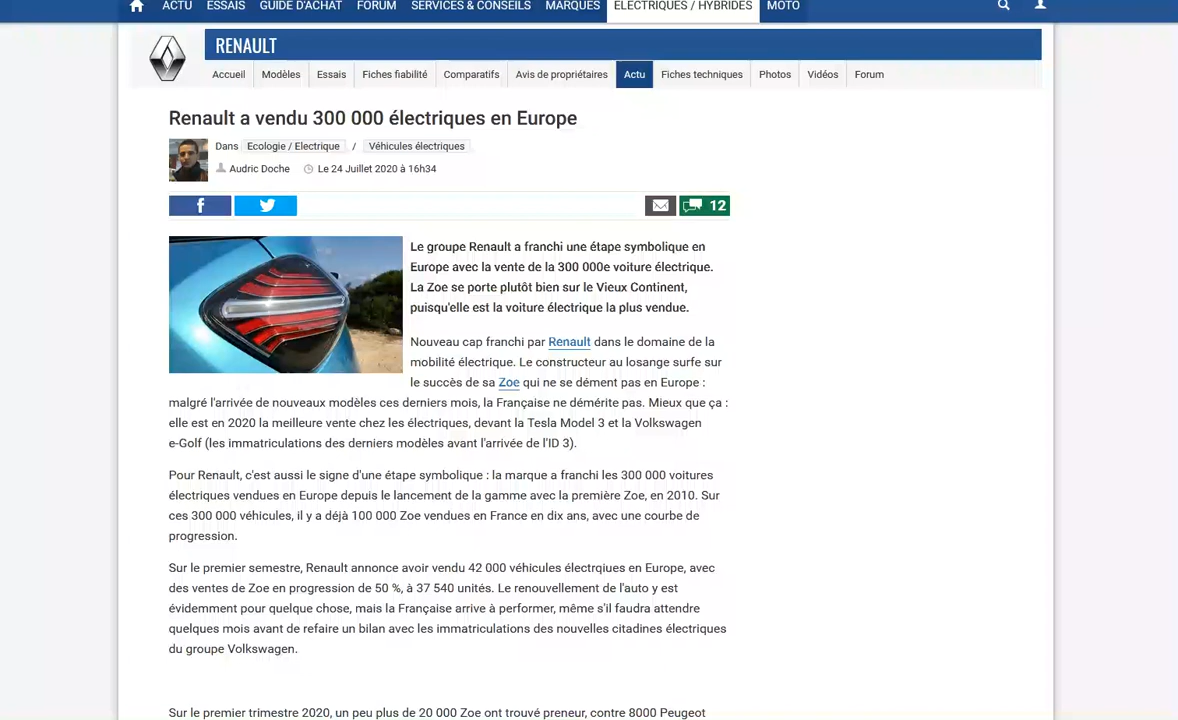 ACTU ESSAIS GUIDE D'ACHAT FORUM SERVICES & CONSEILS MARQUES ÉLECTRIQUES / HYBRIDES MOTO
RENAULT
Accueil Modèles Essais Fiches fiabilité Comparatifs Avis de propriétaires Actu Fiches techniques Photos Vidéos Forum
Renault a vendu 300 000 électriques en Europe
Dans Ecologie / Electrique / Véhicules électriques
Audric Doche Le 24 Juillet 2020 à 16h34
f 12
Le groupe Renault a franchi une étape symbolique en
Europe avec la vente de la 300 000e voiture électrique.
La Zoe se porte plutôt bien sur le Vieux Continent,
puisqu'elle est la voiture électrique la plus vendue.
Nouveau cap franchi par Renault dans le domaine de la
mobilité électrique. Le constructeur au losange surfe sur
le succès de sa Zoe qui ne se dément pas en Europe :
malgré l'arrivée de nouveaux modèles ces derniers mois, la Française ne démérite pas. Mieux que ça :
elle est en 2020 la meilleure vente chez les électriques, devant la Tesla Model 3 et la Volkswagen
e-Golf (les immatriculations des derniers modèles avant l'arrivée de l'ID 3).
Pour Renault, c'est aussi le signe d'une étape symbolique : la marque a franchi les 300 000 voitures
électriques vendues en Europe depuis le lancement de la gamme avec la première Zoe, en 2010. Sur
ces 300 000 véhicules, il y a déjà 100 000 Zoe vendues en France en dix ans, avec une courbe de
progression.
Sur le premier semestre, Renault annonce avoir vendu 42 000 véhicules électrqiues en Europe, avec
des ventes de Zoe en progression de 50 %, à 37 540 unités. Le renouvellement de l'auto y est
évidemment pour quelque chose, mais la Française arrive à performer, même s'il faudra attendre
quelques mois avant de refaire un bilan avec les immatriculations des nouvelles citadines électriques
du groupe Volkswagen.
Sur le premier trimestre 2020, un peu plus de 20 000 Zoe ont trouvé preneur, contre 8000 Peugeot